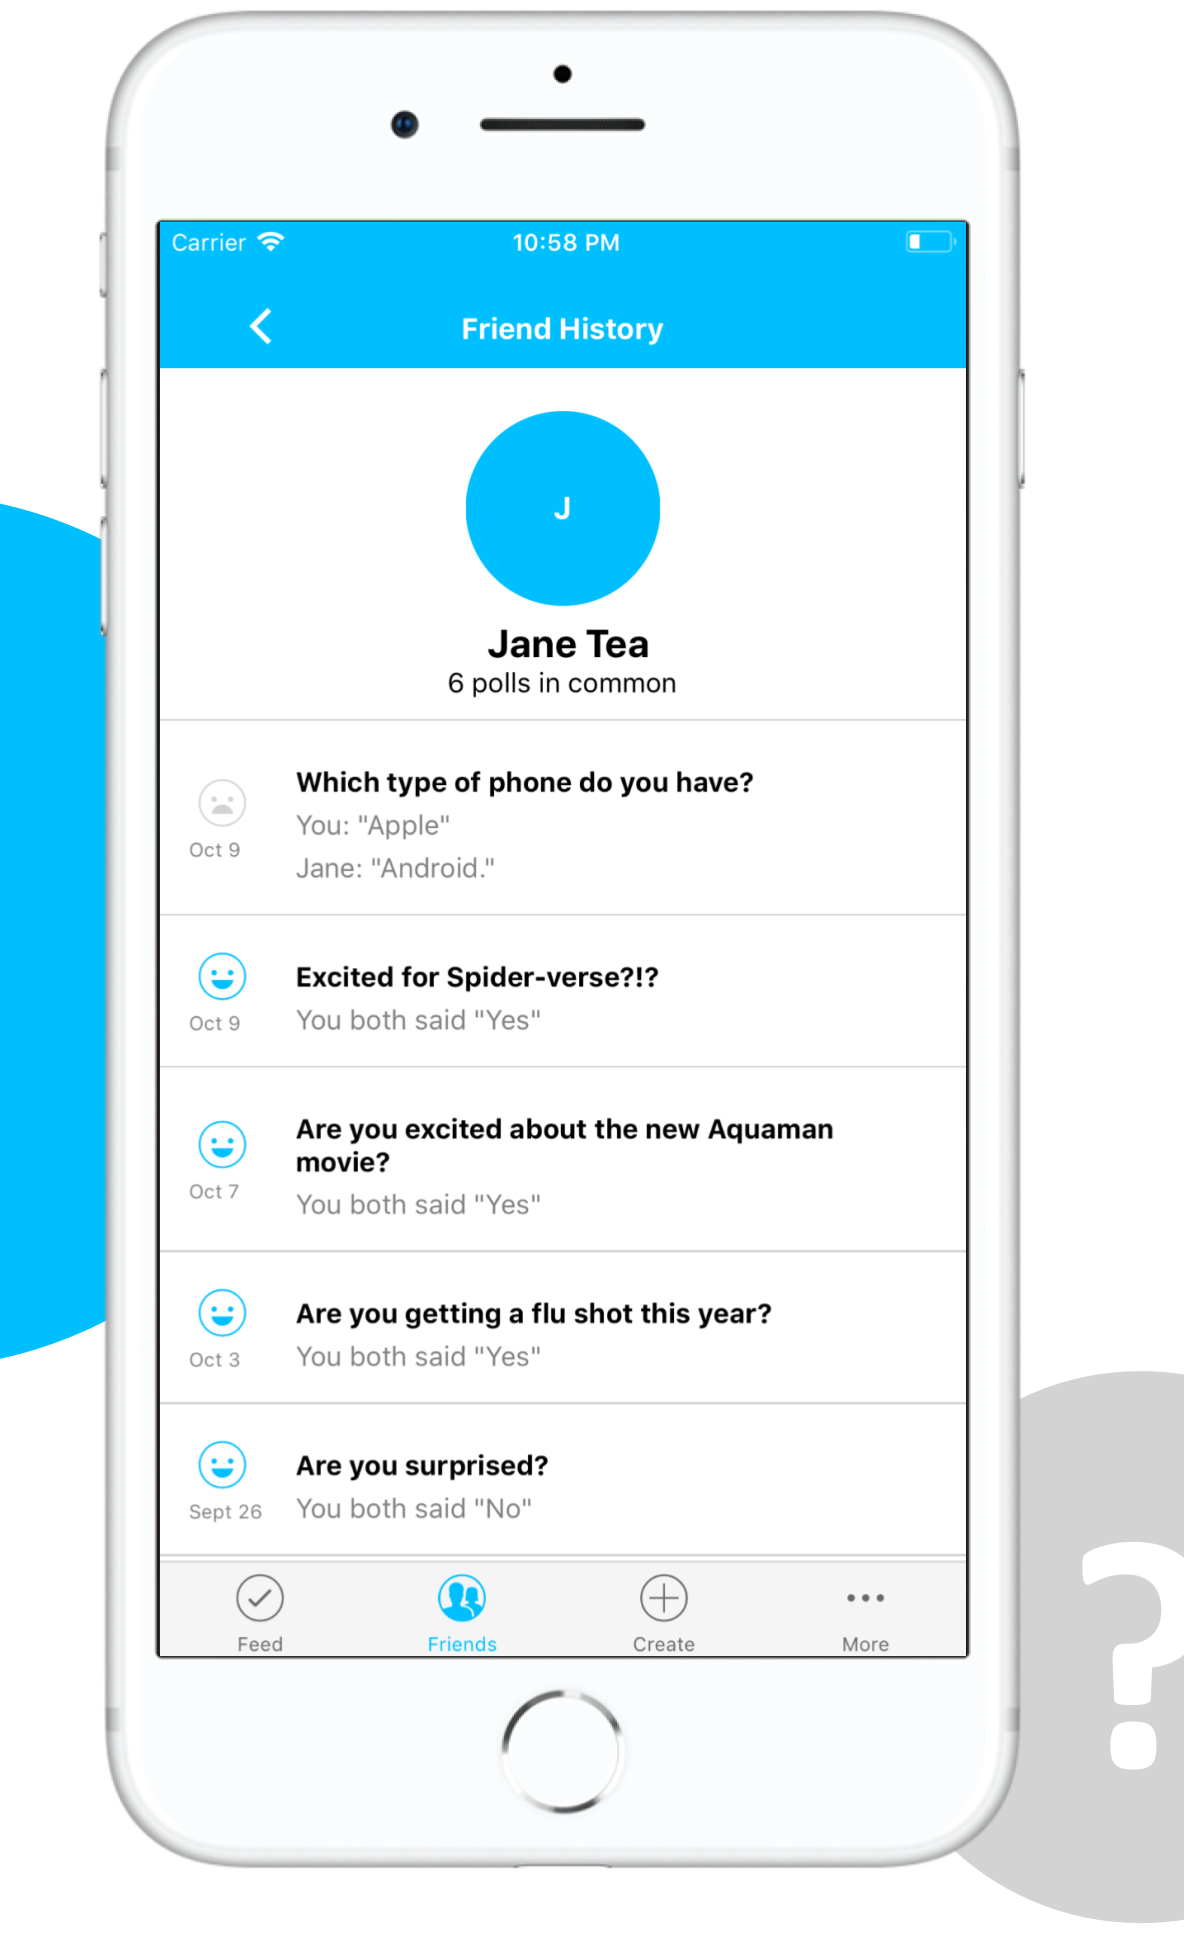 Carrier
10:58 PM
Friend History
J
Jane Tea
6 polls in common
Which type of phone do you have?
You: "Apple"
Oct 9
Jane: "Android."
Excited for Spider-verse?!?
Oct 9
You both said "Yes"
Are you excited about the new Aquaman
movie?
Oct 7
You both said "Yes"
Are you getting a flu shot this year?
Oct 3
You both said "Yes"
Are you surprised?
Sept 26
You both said "No"
Feed
Friends
Create
More
?